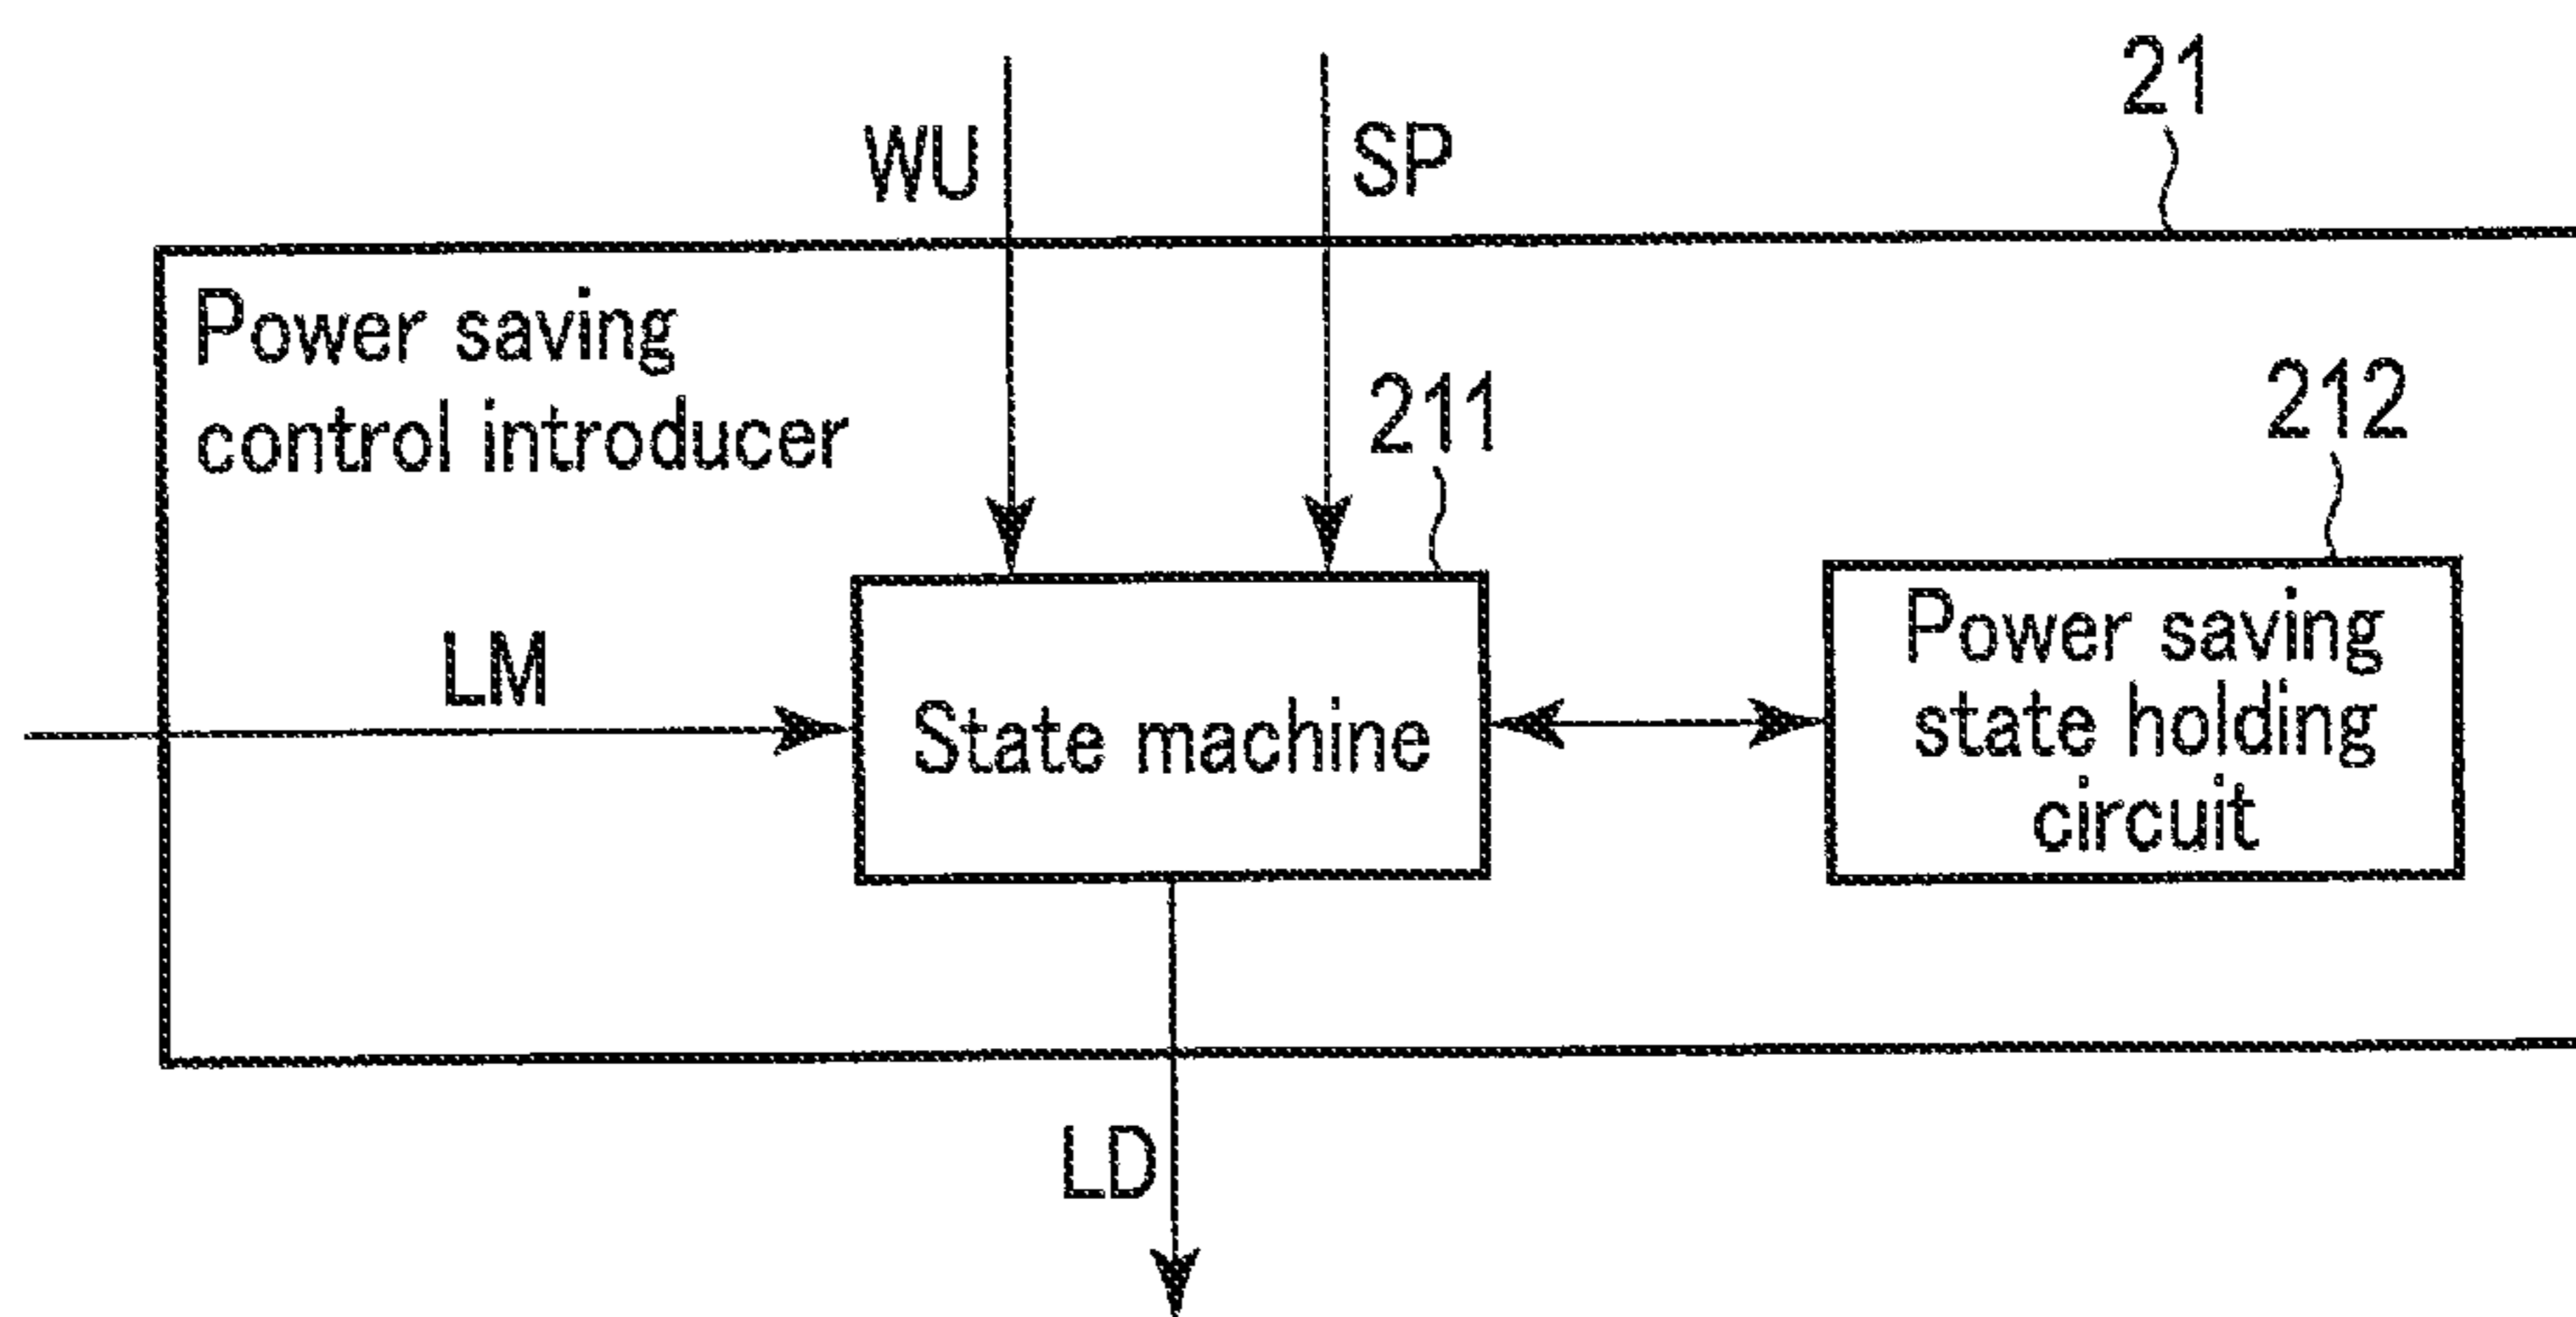 21
WU
SP
Power saving
control introducer
211
212
LM
State machine
Power saving
state holding
circuit
LD